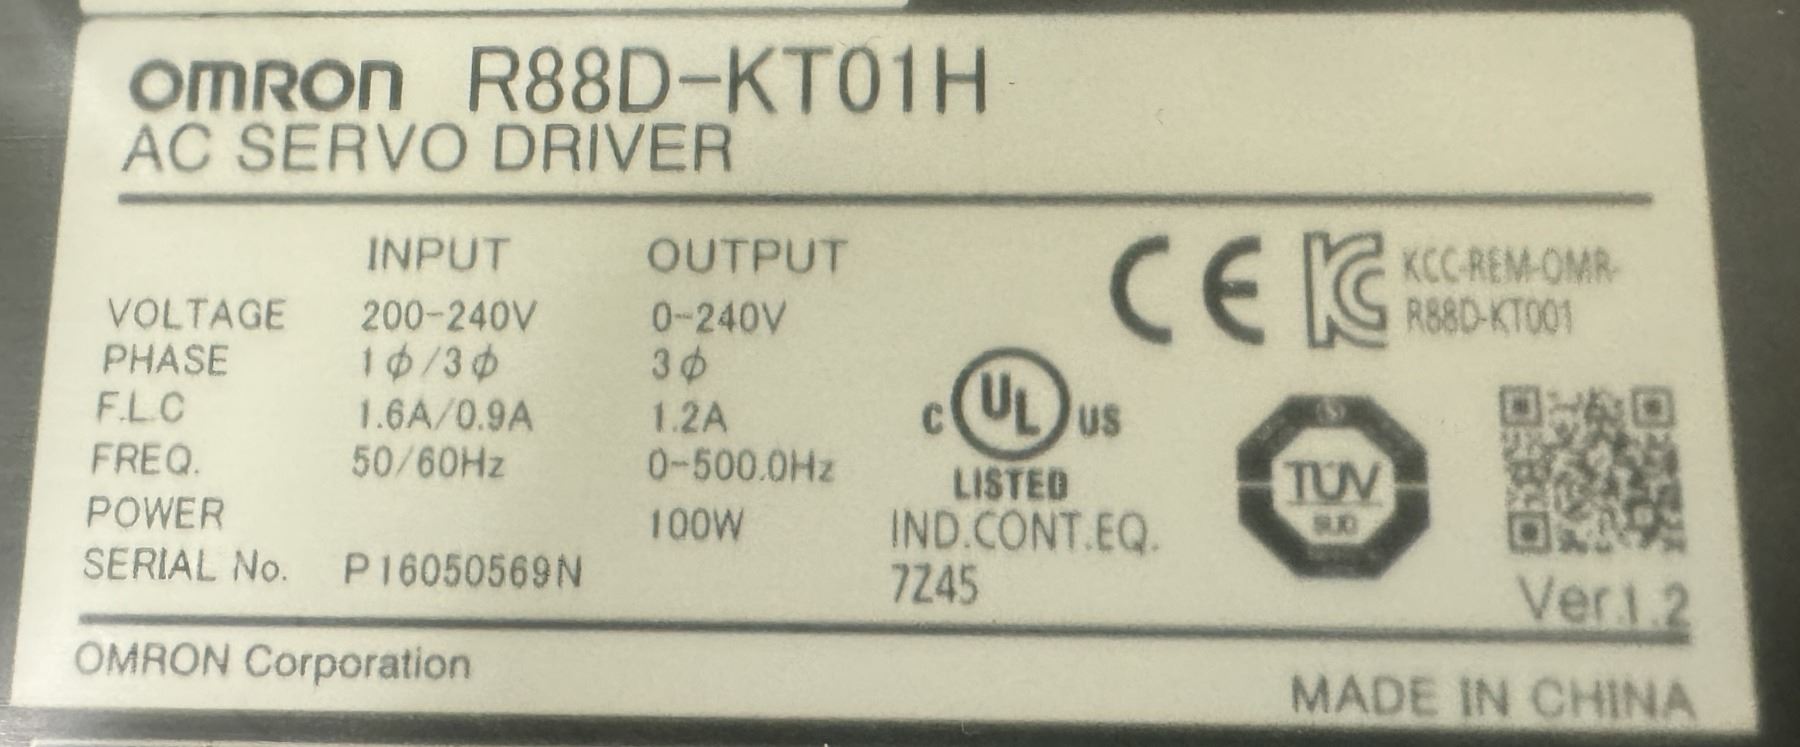 OMRON R88D-KT01H
AC SERVO DRIVER
INPUT OUTPUT
VOLTAGE 200-240V 0-240V
PHASE 1ϕ/3ϕ 3ϕ
F.L.C 1.6A/0.9A 1.2A
FREQ. 50/60Hz 0-500.0Hz
POWER 100W
SERIAL No. P16050569N
CE
KCC-REM-OMR-
R88D-KT001
C UL US
LISTED
IND.CONT.EQ.
7Z45
TÜV
SUD
Ver.1.2
OMRON Corporation
MADE IN CHINA